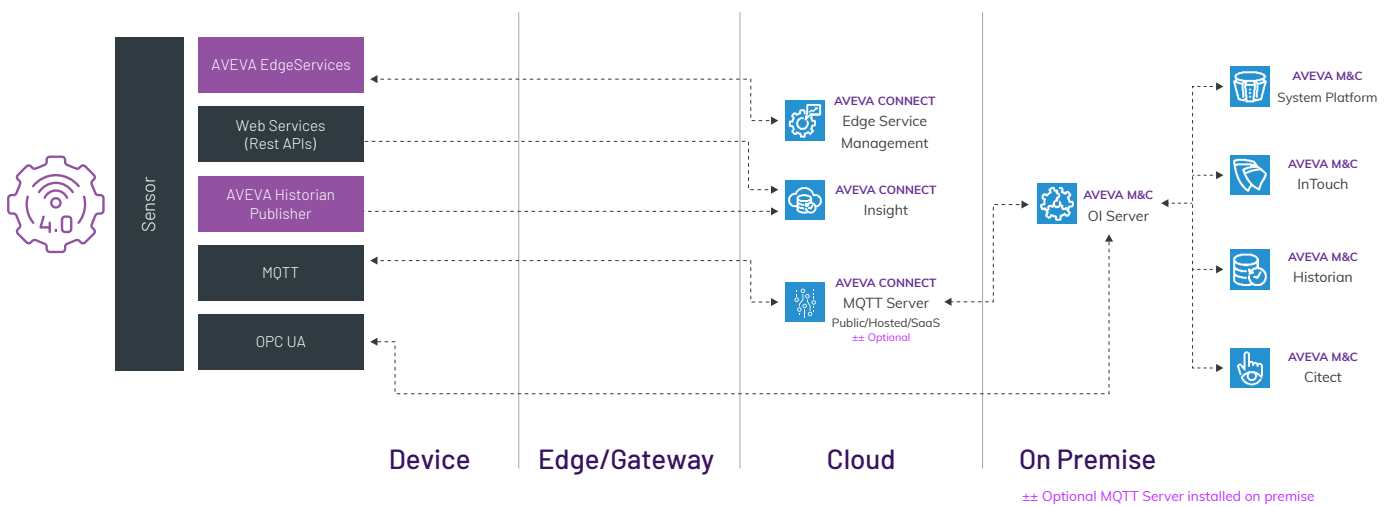 4.0
Sensor
AVEVA EdgeServices
Web Services
(Rest APIs)
AVEVA Historian
Publisher
MQTT
OPC UA
AVEVA CONNECT
Edge Service
Management
AVEVA CONNECT
Insight
AVEVA CONNECT
MQTT Server
Public/Hosted/SaaS
±± Optional
AVEVA M&C
OI Server
AVEVA M&C
System Platform
AVEVA M&C
InTouch
AVEVA M&C
Historian
AVEVA M&C
Citect
Device
Edge/Gateway
Cloud
On Premise
±± Optional MQTT Server installed on premise